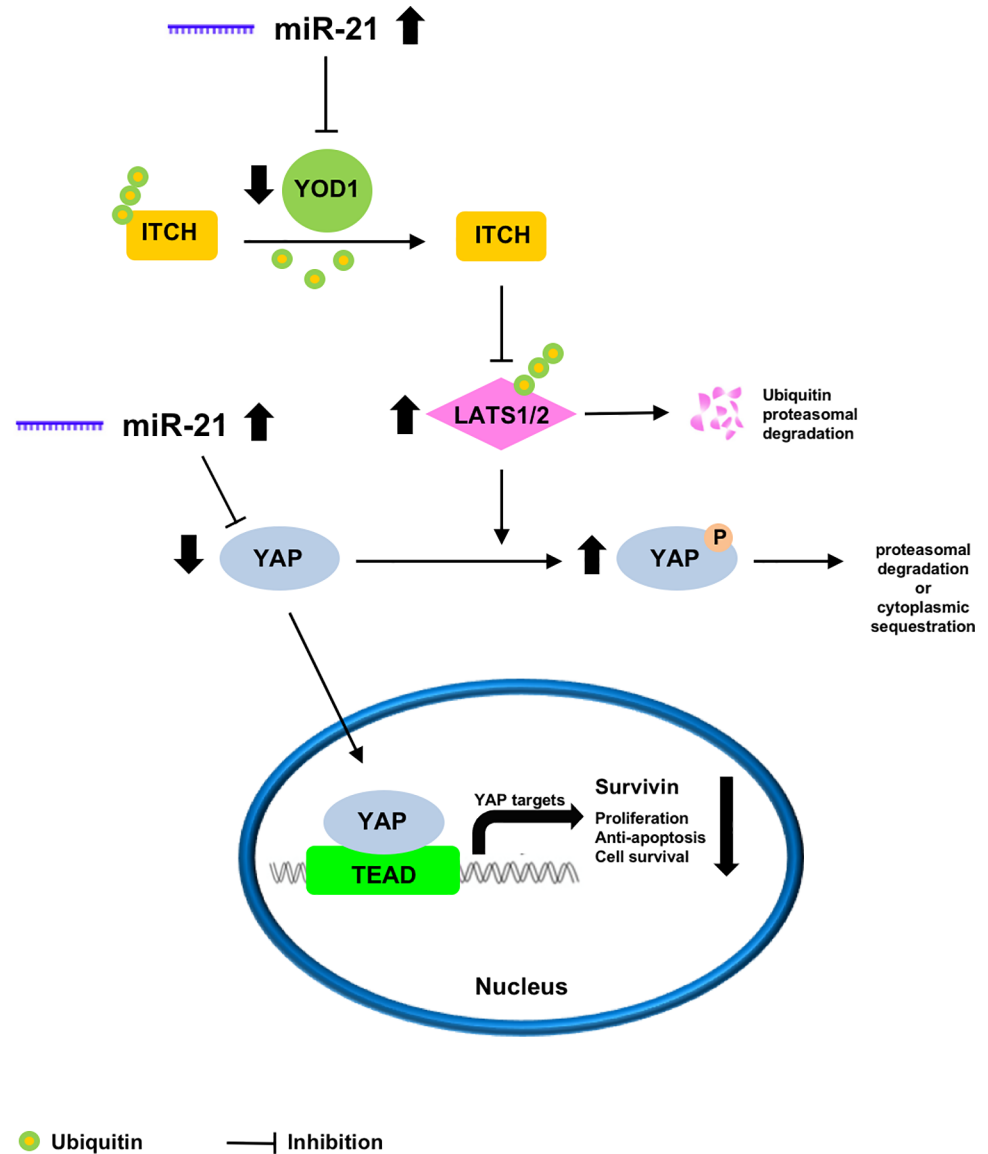 miR-21
YOD1
ITCH
ITCH
miR-21
LATS1/2
Ubiquitin
proteasomal
degradation
YAP
YAP
P
proteasomal
degradation
or
cytoplasmic
sequestration
YAP
TEAD
YAP targets
Survivin
Proliferation
Anti-apoptosis
Cell survival
Nucleus
Ubiquitin
Inhibition